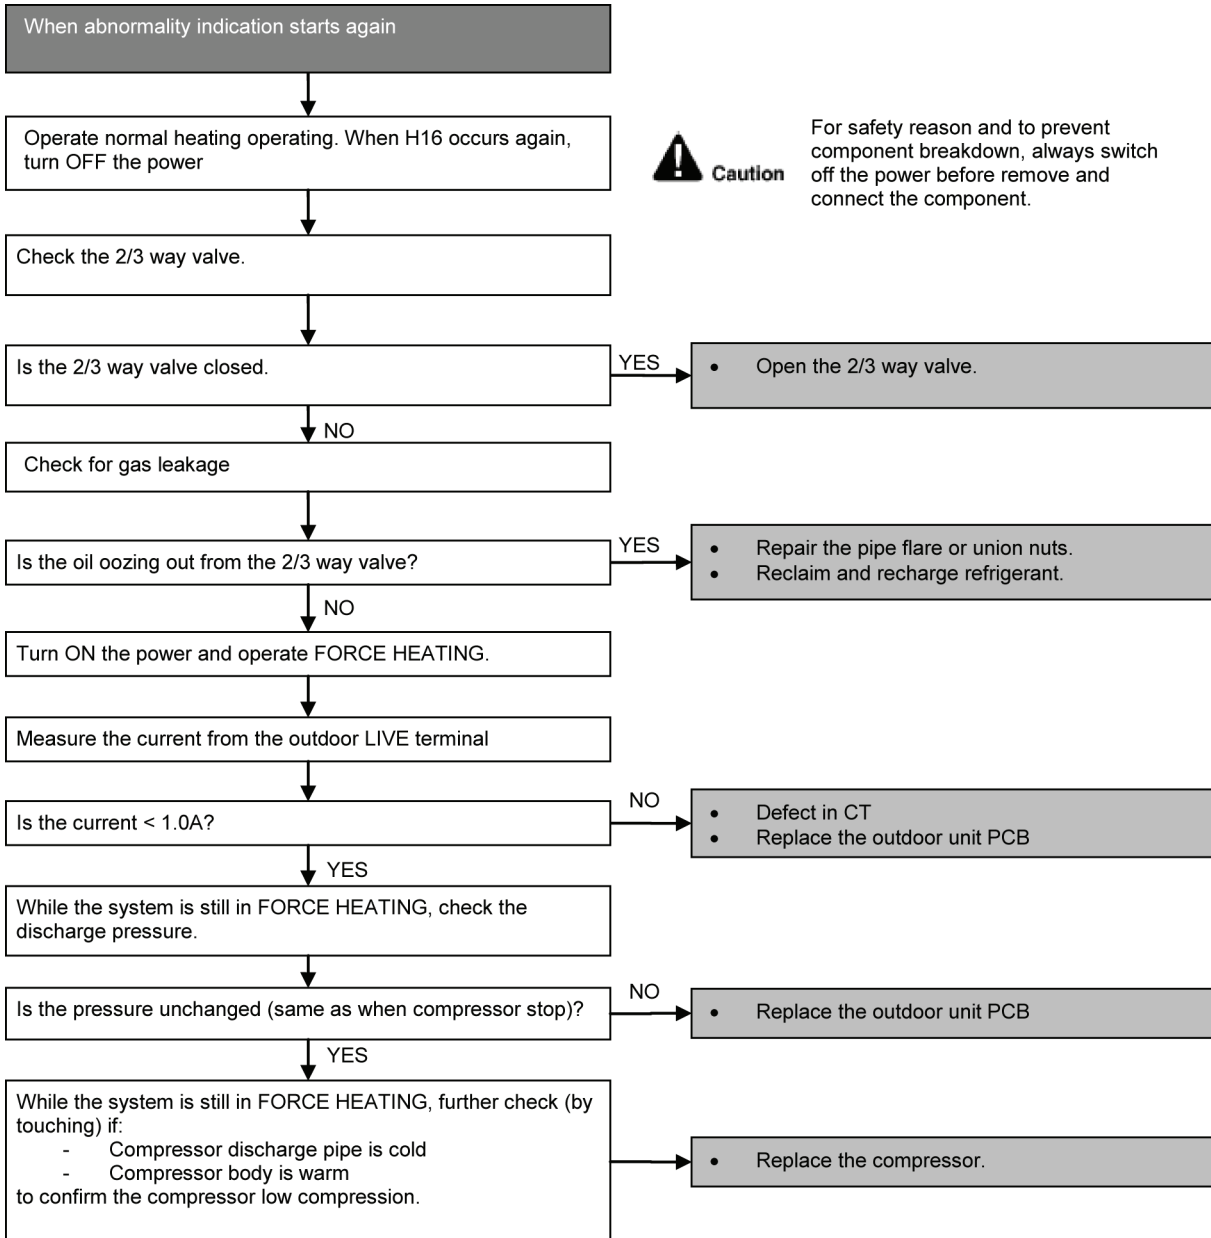 When abnormality indication starts again
Operate normal heating operating. When H16 occurs again,
turn OFF the power
Caution
For safety reason and to prevent
component breakdown, always switch
off the power before remove and
connect the component.
Check the 2/3 way valve.
Is the 2/3 way valve closed.
YES
• Open the 2/3 way valve.
NO
Check for gas leakage
Is the oil oozing out from the 2/3 way valve?
YES
• Repair the pipe flare or union nuts.
• Reclaim and recharge refrigerant.
NO
Turn ON the power and operate FORCE HEATING.
Measure the current from the outdoor LIVE terminal
Is the current < 1.0A?
NO
• Defect in CT
• Replace the outdoor unit PCB
YES
While the system is still in FORCE HEATING, check the
discharge pressure.
Is the pressure unchanged (same as when compressor stop)?
NO
• Replace the outdoor unit PCB
YES
While the system is still in FORCE HEATING, further check (by
touching) if:
- Compressor discharge pipe is cold
- Compressor body is warm
to confirm the compressor low compression.
• Replace the compressor.